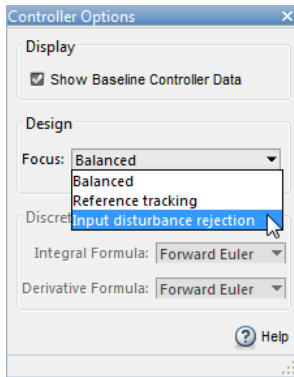 Controller Options
Display
Show Baseline Controller Data
Design
Focus: Balanced
Balanced
Reference tracking
Input disturbance rejection
Discret
Integral Formula: Forward Euler
Derivative Formula: Forward Euler
? Help